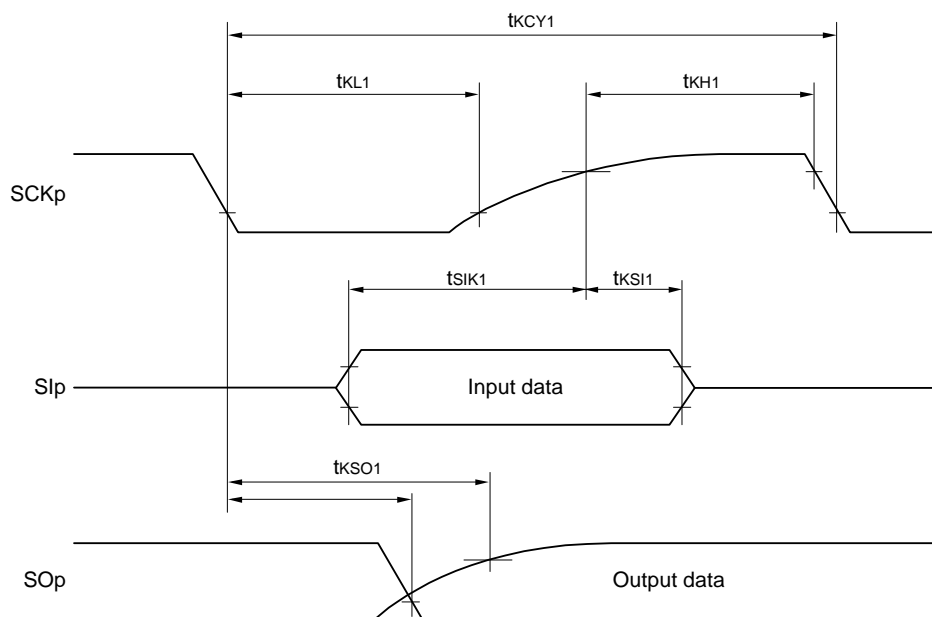 tKCY1
tKL1
tKH1
SCKp
tSIK1
tKSI1
SIp
Input data
tKSO1
SOp
Output data